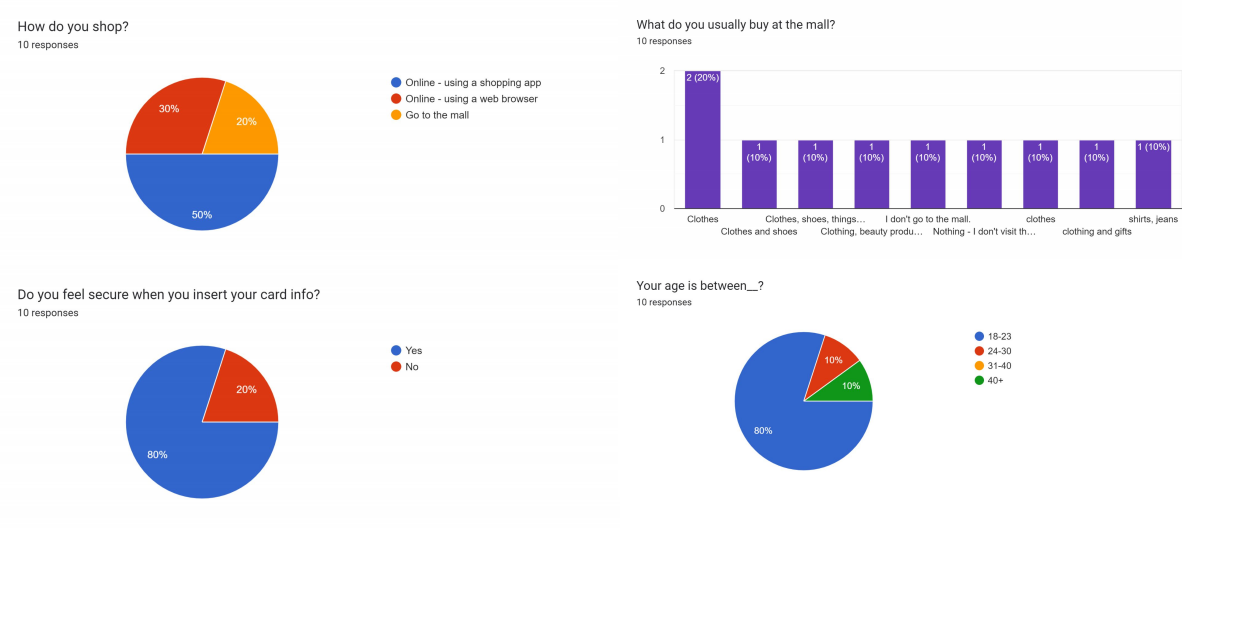 How do you shop?
10 responses
30%
20%
50%
Online - using a shopping app
Online - using a web browser
Go to the mall
What do you usually buy at the mall?
10 responses
2
1
0
2 (20%)
1
(10%)
1
(10%)
1
(10%)
1
(10%)
1
(10%)
1
(10%)
1
(10%)
1 (10%)
Clothes
Clothes and shoes
Clothes, shoes, things…
Clothing, beauty produ…
I don't go to the mall.
Nothing - I don't visit th…
clothes
clothing and gifts
shirts, jeans
Do you feel secure when you insert your card info?
10 responses
20%
80%
Yes
No
Your age is between__?
10 responses
10%
10%
80%
18-23
24-30
31-40
40+